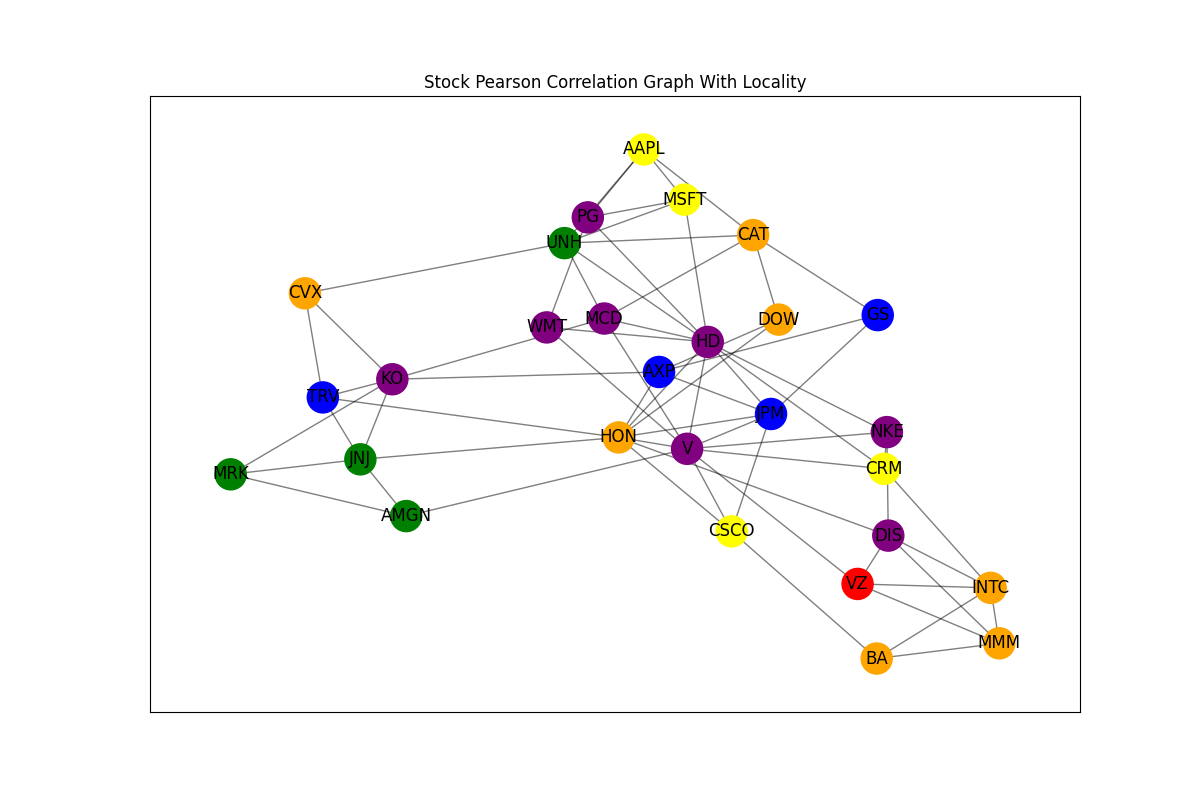 Stock Pearson Correlation Graph With Locality
AAPL
MSFT
PG
CAT
UNH
CVX
GS
MCD
DOW
WMT
HD
AXP
KO
TRV
JPM
NKE
HON
V
JNJ
CRM
MRK
AMGN
CSCO
DIS
VZ
INTC
MMM
BA